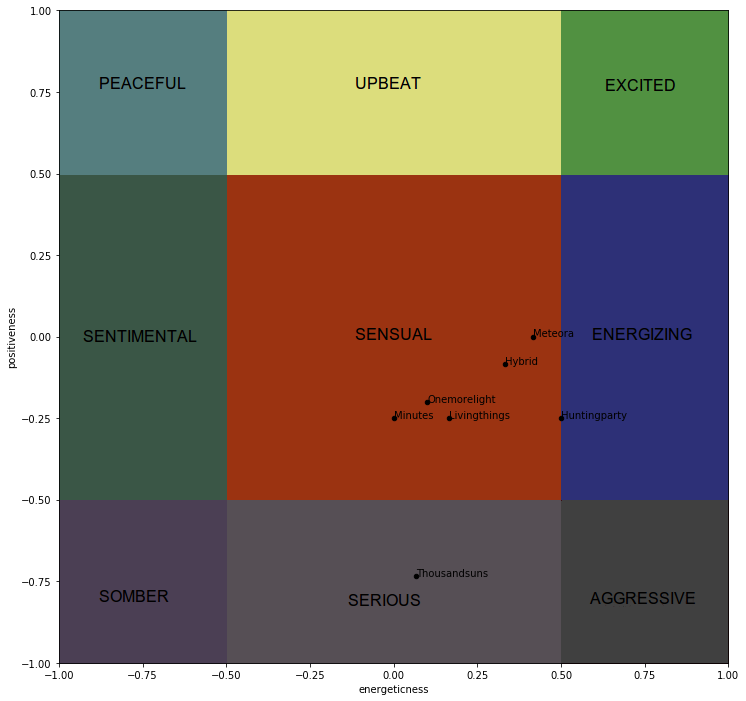 1.00
PEACEFUL UPBEAT EXCITED
0.75
0.50
0.25
positiveness
0.00
SENTIMENTAL SENSUAL Meteora ENERGIZING
Hybrid
Onemorelight
−0.25
Minutes Livingthings Huntingparty
−0.50
Thousandsuns
−0.75
SOMBER SERIOUS AGGRESSIVE
−1.00
−1.00 −0.75 −0.50 −0.25 0.00 0.25 0.50 0.75 1.00
energeticness